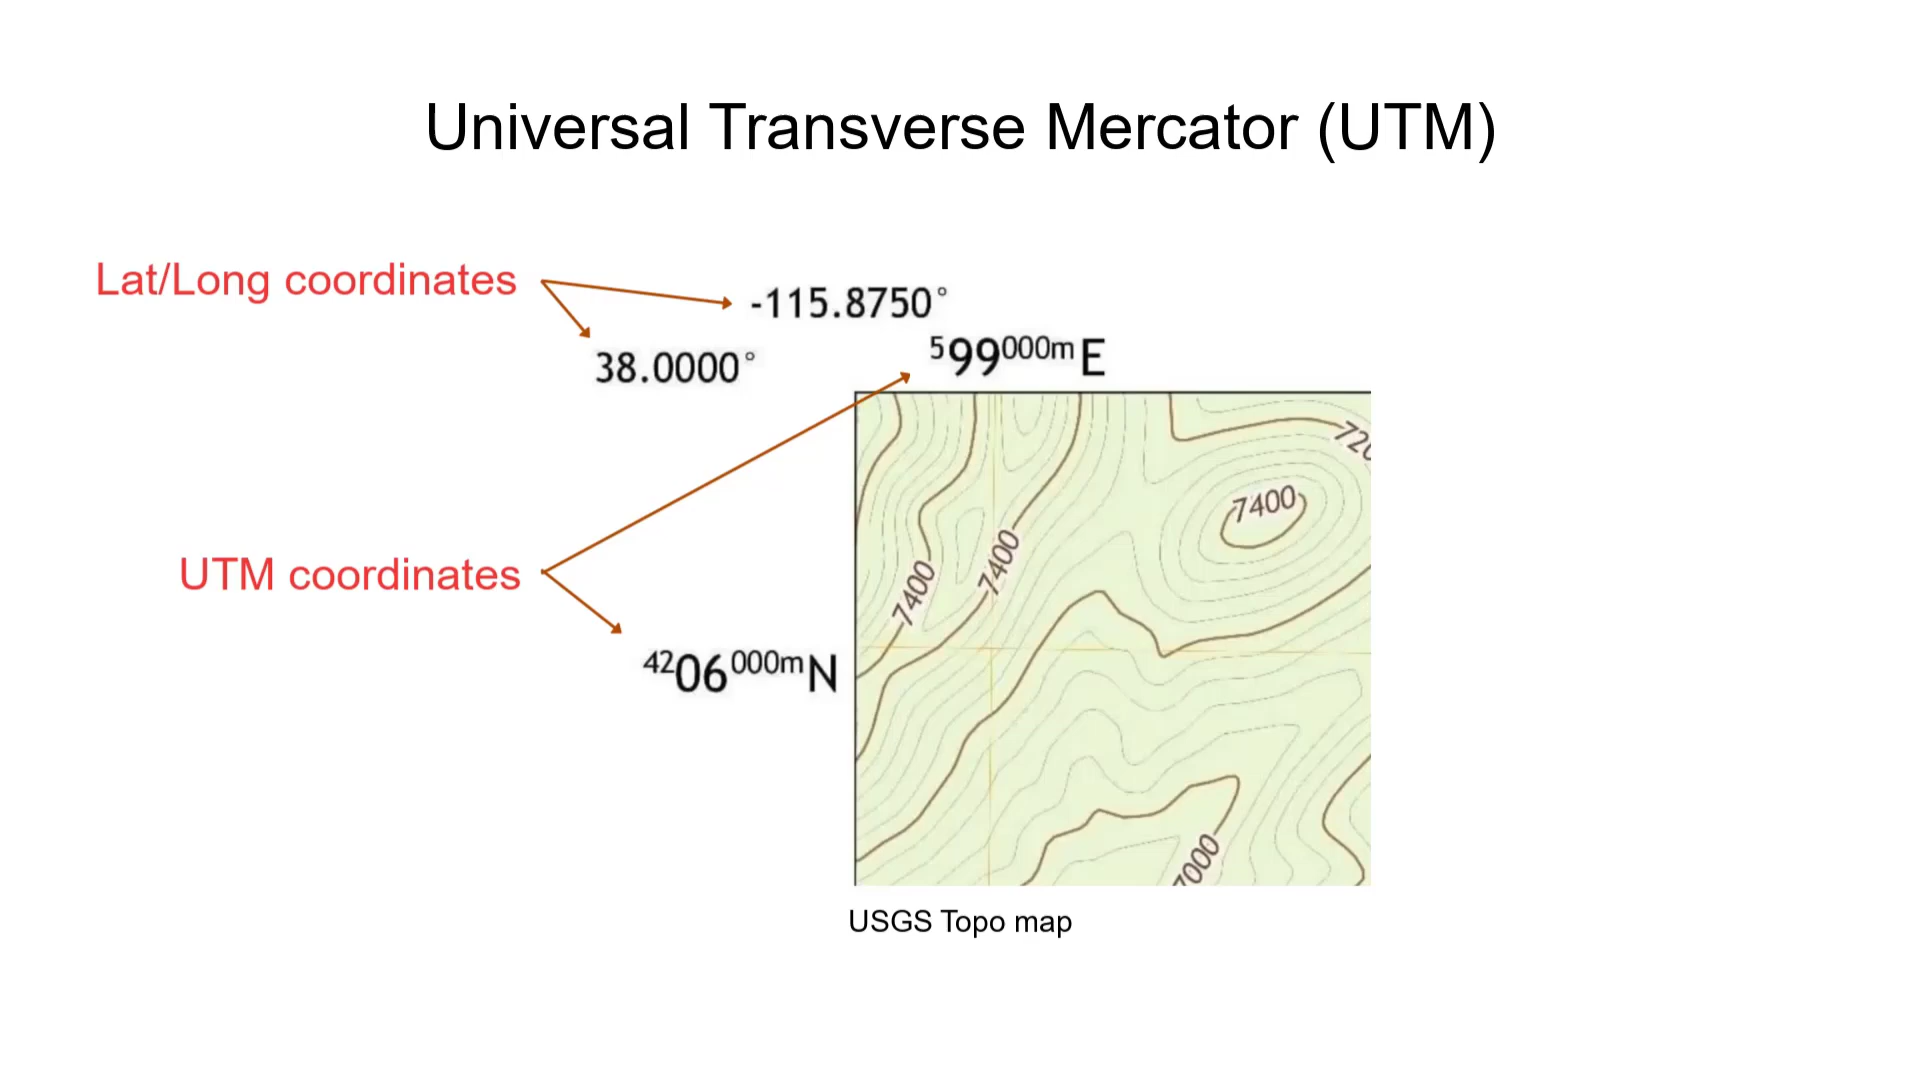 Universal Transverse Mercator (UTM)
Lat/Long coordinates
-115.8750°
38.0000°
599000m E
7400
7400
7400
UTM coordinates
4206000m N
7000
USGS Topo map